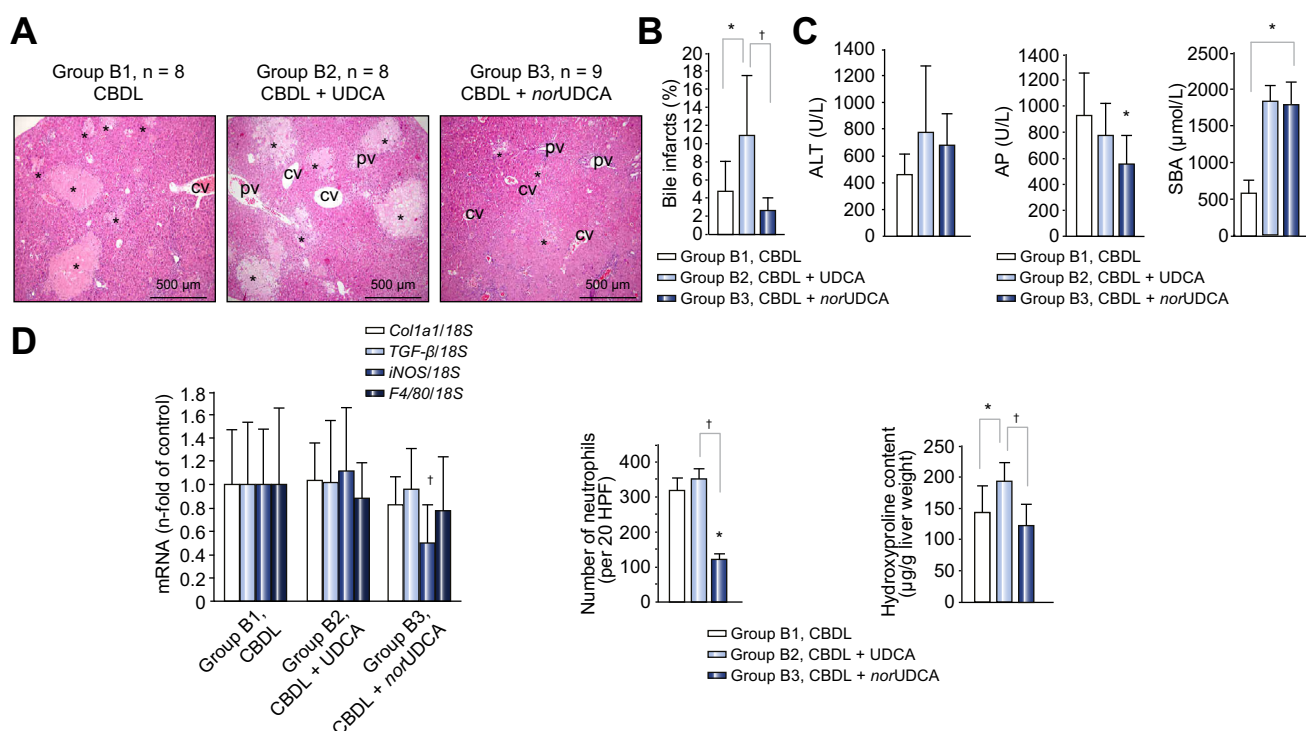 A
Group B1, n = 8
CBDL
Group B2, n = 8
CBDL + UDCA
Group B3, n = 9
CBDL + norUDCA
* * * * * * * *
cv
500 µm
* * * * * *
pv
cv
pv
cv
500 µm
* * *
pv
pv
cv
cv
cv
500 µm
B
Bile infarcts (%)
20
18
16
14
12
10
8
6
4
2
0
*
†
C
ALT (U/L)
1400
1200
1000
800
600
400
200
0
AP (U/L)
1400
1200
1000
800
600
400
200
0
*
SBA (µmol/L)
2500
2000
1500
1000
500
0
*
Group B1, CBDL
Group B2, CBDL + UDCA
Group B3, CBDL + norUDCA
Group B1, CBDL
Group B2, CBDL + UDCA
Group B3, CBDL + norUDCA
D
Col1a1/18S
TGF-β/18S
iNOS/18S
F4/80/18S
mRNA (n-fold of control)
1.8
1.6
1.4
1.2
1.0
0.8
0.6
0.4
0.2
0
†
Group B1,
CBDL
Group B2,
CBDL + UDCA
Group B3,
CBDL + norUDCA
Number of neutrophils
(per 20 HPF)
400
300
200
100
0
†
*
Hydroxyproline content
(µg/g liver weight)
250
200
150
100
50
0
*
†
Group B1, CBDL
Group B2, CBDL + UDCA
Group B3, CBDL + norUDCA